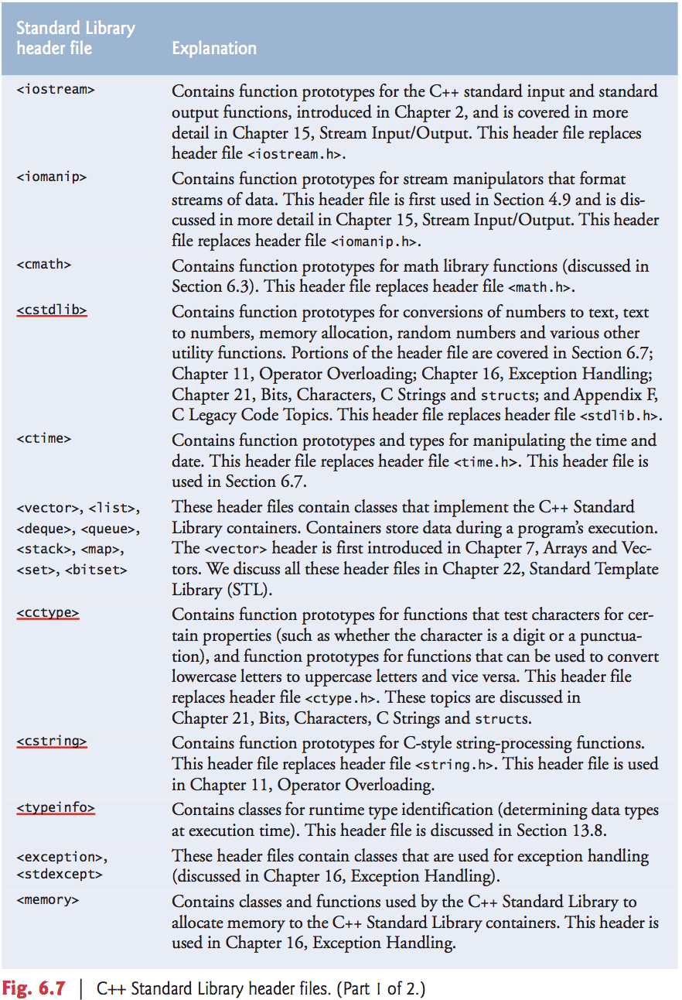 Standard Library
header file
Explanation
<iostream>
Contains function prototypes for the C++ standard input and standard
output functions, introduced in Chapter 2, and is covered in more
detail in Chapter 15, Stream Input/Output. This header file replaces
header file <iostream.h>.
<iomanip>
Contains function prototypes for stream manipulators that format
streams of data. This header file is first used in Section 4.9 and is dis-
cussed in more detail in Chapter 15, Stream Input/Output. This header
file replaces header file <iomanip.h>.
<cmath>
Contains function prototypes for math library functions (discussed in
Section 6.3). This header file replaces header file <math.h>.
<cstdlib>
Contains function prototypes for conversions of numbers to text, text
to numbers, memory allocation, random numbers and various other
utility functions. Portions of the header file are covered in Section 6.7;
Chapter 11, Operator Overloading; Chapter 16, Exception Handling;
Chapter 21, Bits, Characters, C Strings and structs; and Appendix F,
C Legacy Code Topics. This header file replaces header file <stdlib.h>.
<ctime>
Contains function prototypes and types for manipulating the time and
date. This header file replaces header file <time.h>. This header file is
used in Section 6.7.
<vector>, <list>,
<deque>, <queue>,
<stack>, <map>,
<set>, <bitset>
These header files contain classes that implement the C++ Standard
Library containers. Containers store data during a program's execution.
The <vector> header is first introduced in Chapter 7, Arrays and Vec-
tors. We discuss all these header files in Chapter 22, Standard Template
Library (STL).
<cctype>
Contains function prototypes for functions that test characters for cer-
tain properties (such as whether the character is a digit or a punctua-
tion), and function prototypes for functions that can be used to convert
lowercase letters to uppercase letters and vice versa. This header file
replaces header file <ctype.h>. These topics are discussed in
Chapter 21, Bits, Characters, C Strings and structs.
<cstring>
Contains function prototypes for C-style string-processing functions.
This header file replaces header file <string.h>. This header file is used
in Chapter 11, Operator Overloading.
<typeinfo>
Contains classes for runtime type identification (determining data types
at execution time). This header file is discussed in Section 13.8.
<exception>,
<stdexcept>
These header files contain classes that are used for exception handling
(discussed in Chapter 16, Exception Handling).
<memory>
Contains classes and functions used by the C++ Standard Library to
allocate memory to the C++ Standard Library containers. This header is
used in Chapter 16, Exception Handling.
Fig. 6.7 | C++ Standard Library header files. (Part 1 of 2.)